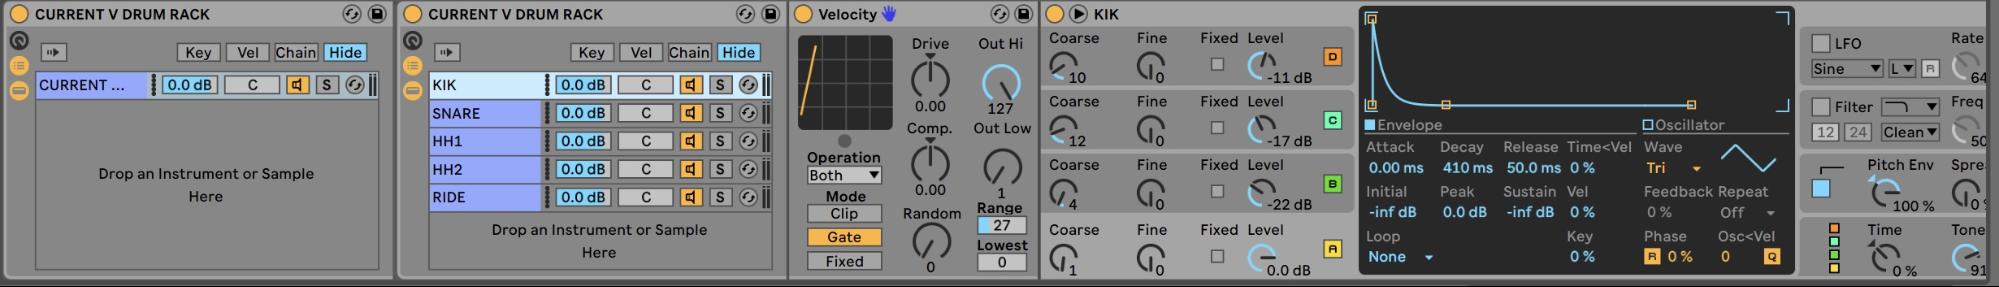 CURRENT V DRUM RACK
Key Vel Chain Hide
CURRENT ... 0.0 dB C S
Drop an Instrument or Sample
Here
CURRENT V DRUM RACK
Key Vel Chain Hide
KIK 0.0 dB C S
SNARE 0.0 dB C S
HH1 0.0 dB C S
HH2 0.0 dB C S
RIDE 0.0 dB C S
Drop an Instrument or Sample
Here
Velocity
Drive Out Hi
0.00 127
Comp. Out Low
0.00 1
Operation
Both
Mode
Clip
Gate
Fixed
Random
0
Range
27
Lowest
0
KIK
Coarse Fine Fixed Level
10 0 -11 dB D
Coarse Fine Fixed Level
12 0 -17 dB C
Coarse Fine Fixed Level
4 0 -22 dB B
Coarse Fine Fixed Level
1 0 0.0 dB A
Envelope
Attack Decay Release Time<Vel
0.00 ms 410 ms 50.0 ms 0 %
Initial Peak Sustain Vel
-inf dB 0.0 dB -inf dB 0 %
Loop Key
None 0 %
Oscillator
Wave
Tri
Feedback Repeat
0 % Off
Phase Osc<Vel
R 0 % 0 Q
LFO Rate
Sine L R 64
Filter Freq
12 24 Clean 50
Pitch Env Sprea
100 % 0 %
Time Tone
0 % 91